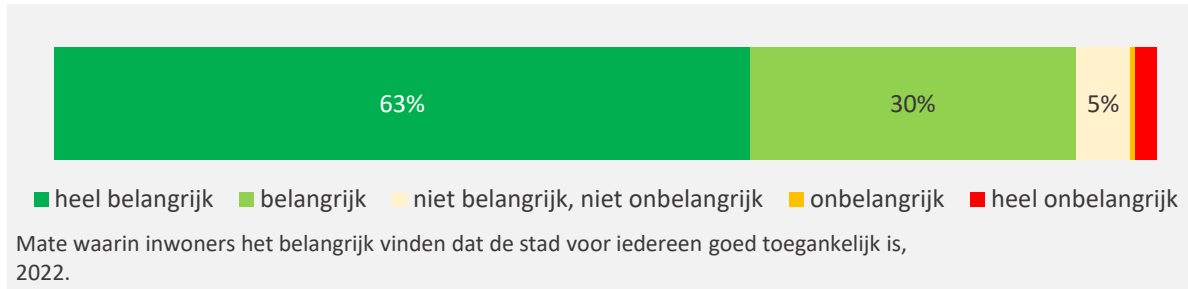 63% 30% 5%
heel belangrijk belangrijk niet belangrijk, niet onbelangrijk onbelangrijk heel onbelangrijk
Mate waarin inwoners het belangrijk vinden dat de stad voor iedereen goed toegankelijk is,
2022.